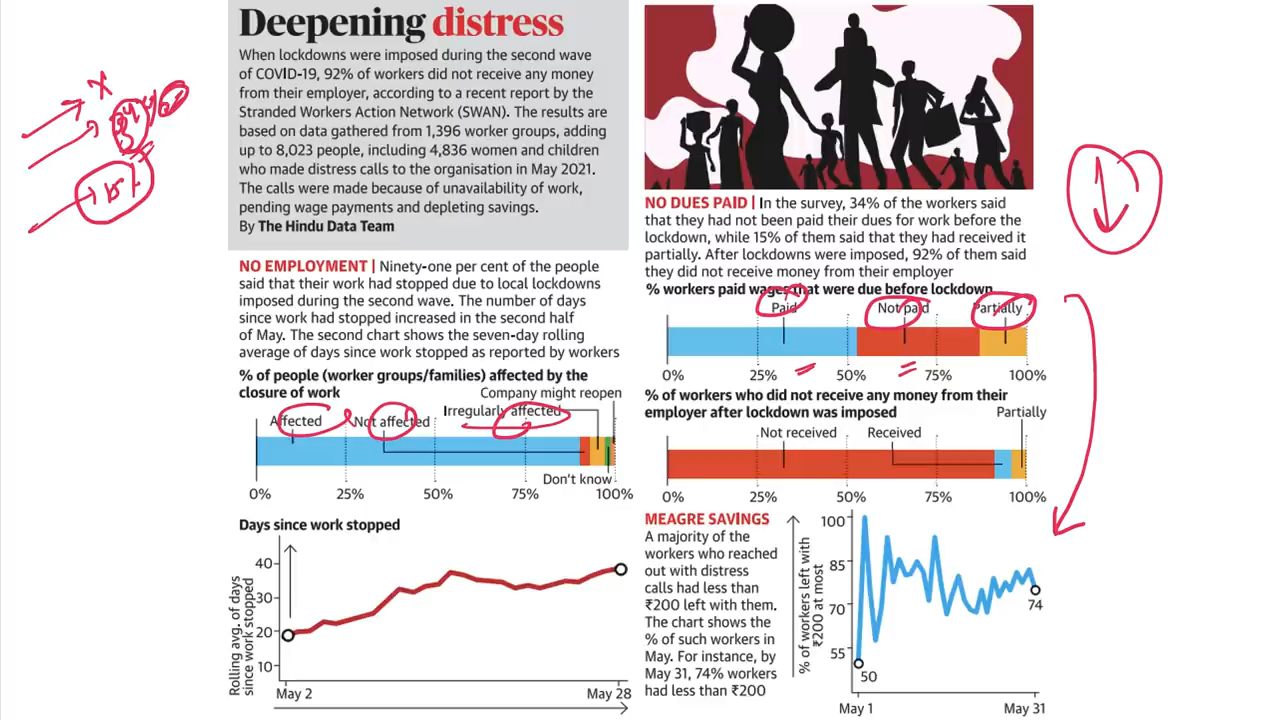 Deepening distress
When lockdowns were imposed during the second wave
of COVID-19, 92% of workers did not receive any money
from their employer, according to a recent report by the
Stranded Workers Action Network (SWAN). The results are
based on data gathered from 1,396 worker groups, adding
up to 8,023 people, including 4,836 women and children
who made distress calls to the organisation in May 2021.
The calls were made because of unavailability of work,
pending wage payments and depleting savings.
By The Hindu Data Team
NO EMPLOYMENT | Ninety-one per cent of the people
said that their work had stopped due to local lockdowns
imposed during the second wave. The number of days
since work had stopped increased in the second half
of May. The second chart shows the seven-day rolling
average of days since work stopped as reported by workers
% of people (worker groups/families) affected by the
closure of work
Company might reopen
Irregularly affected
Affected
Not affected
Don't know
0%
25%
50%
75%
100%
Days since work stopped
Rolling avg. of days
since work stopped
40
30
20
10
May 2
May 28
NO DUES PAID | In the survey, 34% of the workers said
that they had not been paid their dues for work before the
lockdown, while 15% of them said that they had received it
partially. After lockdowns were imposed, 92% of them said
they did not receive money from their employer
% workers paid wages that were due before lockdown
Paid
Not paid
Partially
0%
25%
50%
75%
100%
% of workers who did not receive any money from their
employer after lockdown was imposed
Partially
Not received
Received
0%
25%
50%
75%
100%
MEAGRE SAVINGS
A majority of the
workers who reached
out with distress
calls had less than
₹200 left with them.
The chart shows the
% of such workers in
May. For instance, by
May 31, 74% workers
had less than ₹200
% of workers left with
₹200 at most
100
85
70
55
50
74
May 1
May 31